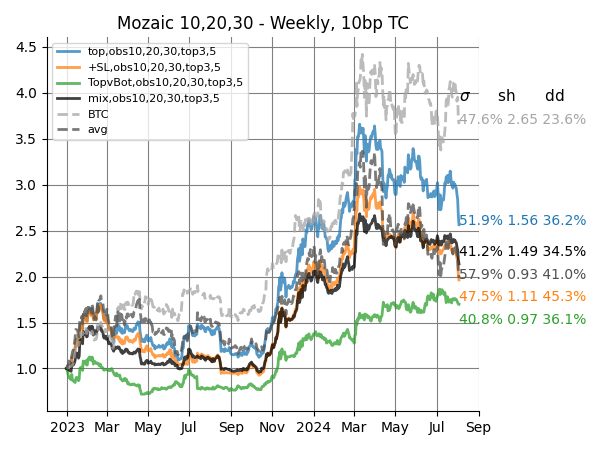 Mozaic 10,20,30 - Weekly, 10bp TC
top,obs10,20,30,top3,5
+SL,obs10,20,30,top3,5
TopvBot,obs10,20,30,top3,5
mix,obs10,20,30,top3,5
BTC
avg
4.5
4.0
3.5
3.0
2.5
2.0
1.5
1.0
σ sh dd
47.6% 2.65 23.6%
51.9% 1.56 36.2%
41.2% 1.49 34.5%
57.9% 0.93 41.0%
47.5% 1.11 45.3%
40.8% 0.97 36.1%
2023 Mar May Jul Sep Nov 2024 Mar May Jul Sep